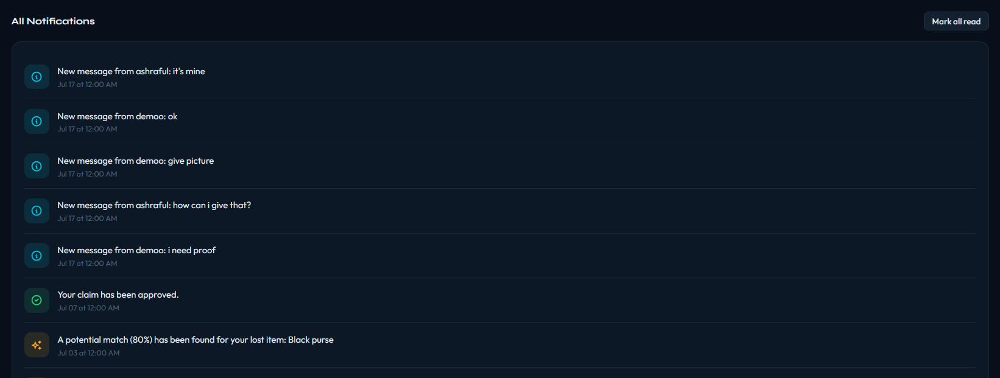 All Notifications
Mark all read
New message from ashraful: it's mine
Jul 17 at 12:00 AM
New message from demoo: ok
Jul 17 at 12:00 AM
New message from demoo: give picture
Jul 17 at 12:00 AM
New message from ashraful: how can i give that?
Jul 17 at 12:00 AM
New message from demoo: i need proof
Jul 17 at 12:00 AM
Your claim has been approved.
Jul 07 at 12:00 AM
A potential match (80%) has been found for your lost item: Black purse
Jul 03 at 12:00 AM